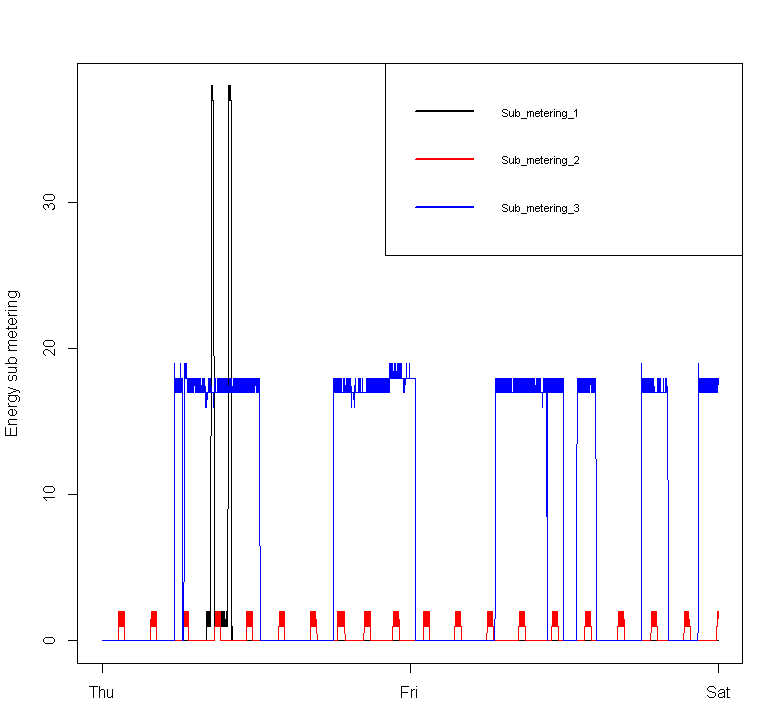 Sub_metering_1
Sub_metering_2
Sub_metering_3
Energy sub metering
30
20
10
0
Thu
Fri
Sat